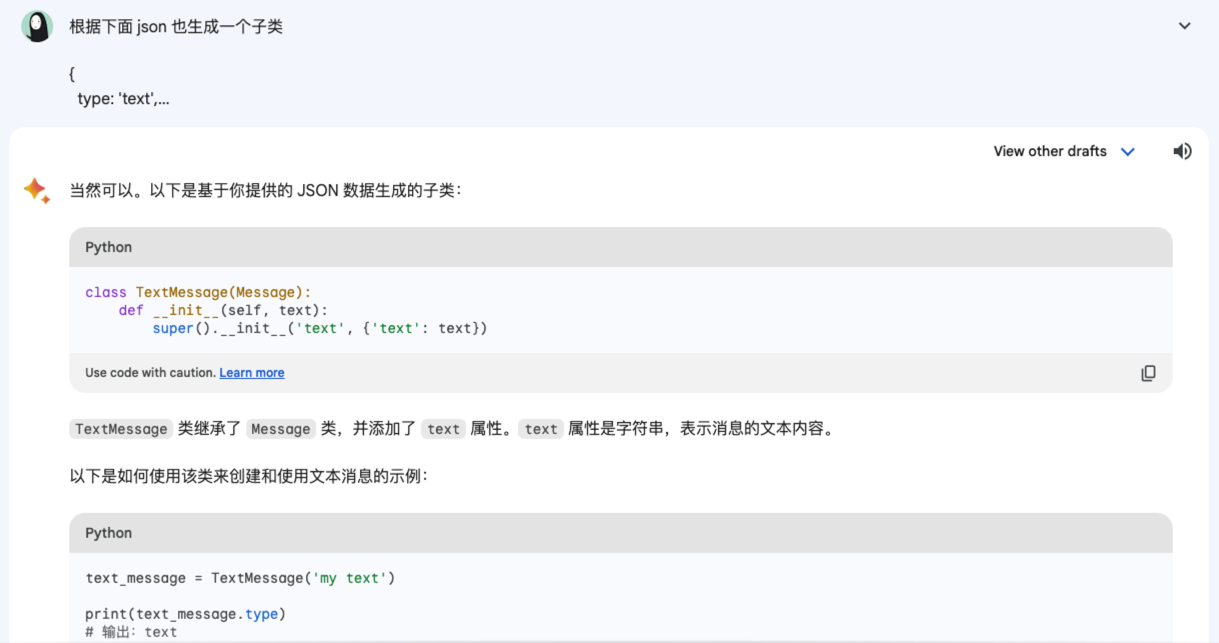 根据下面 json 也生成一个子类
{
  type: 'text',...
View other drafts
当然可以。以下是基于你提供的 JSON 数据生成的子类：
Python
class TextMessage(Message):
    def __init__(self, text):
        super().__init__('text', {'text': text})
Use code with caution. Learn more
TextMessage 类继承了 Message 类，并添加了 text 属性。text 属性是字符串，表示消息的文本内容。
以下是如何使用该类来创建和使用文本消息的示例：
Python
text_message = TextMessage('my text')
print(text_message.type)
# 输出：text